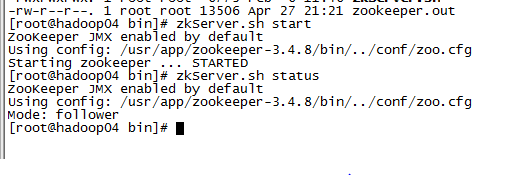 -rw-r--r--. 1 root root 13506 Apr 27 21:21 zookeeper.out
[root@hadoop04 bin]# zkServer.sh start
ZooKeeper JMX enabled by default
Using config: /usr/app/zookeeper-3.4.8/bin/../conf/zoo.cfg
Starting zookeeper ... STARTED
[root@hadoop04 bin]# zkServer.sh status
ZooKeeper JMX enabled by default
Using config: /usr/app/zookeeper-3.4.8/bin/../conf/zoo.cfg
Mode: follower
[root@hadoop04 bin]#